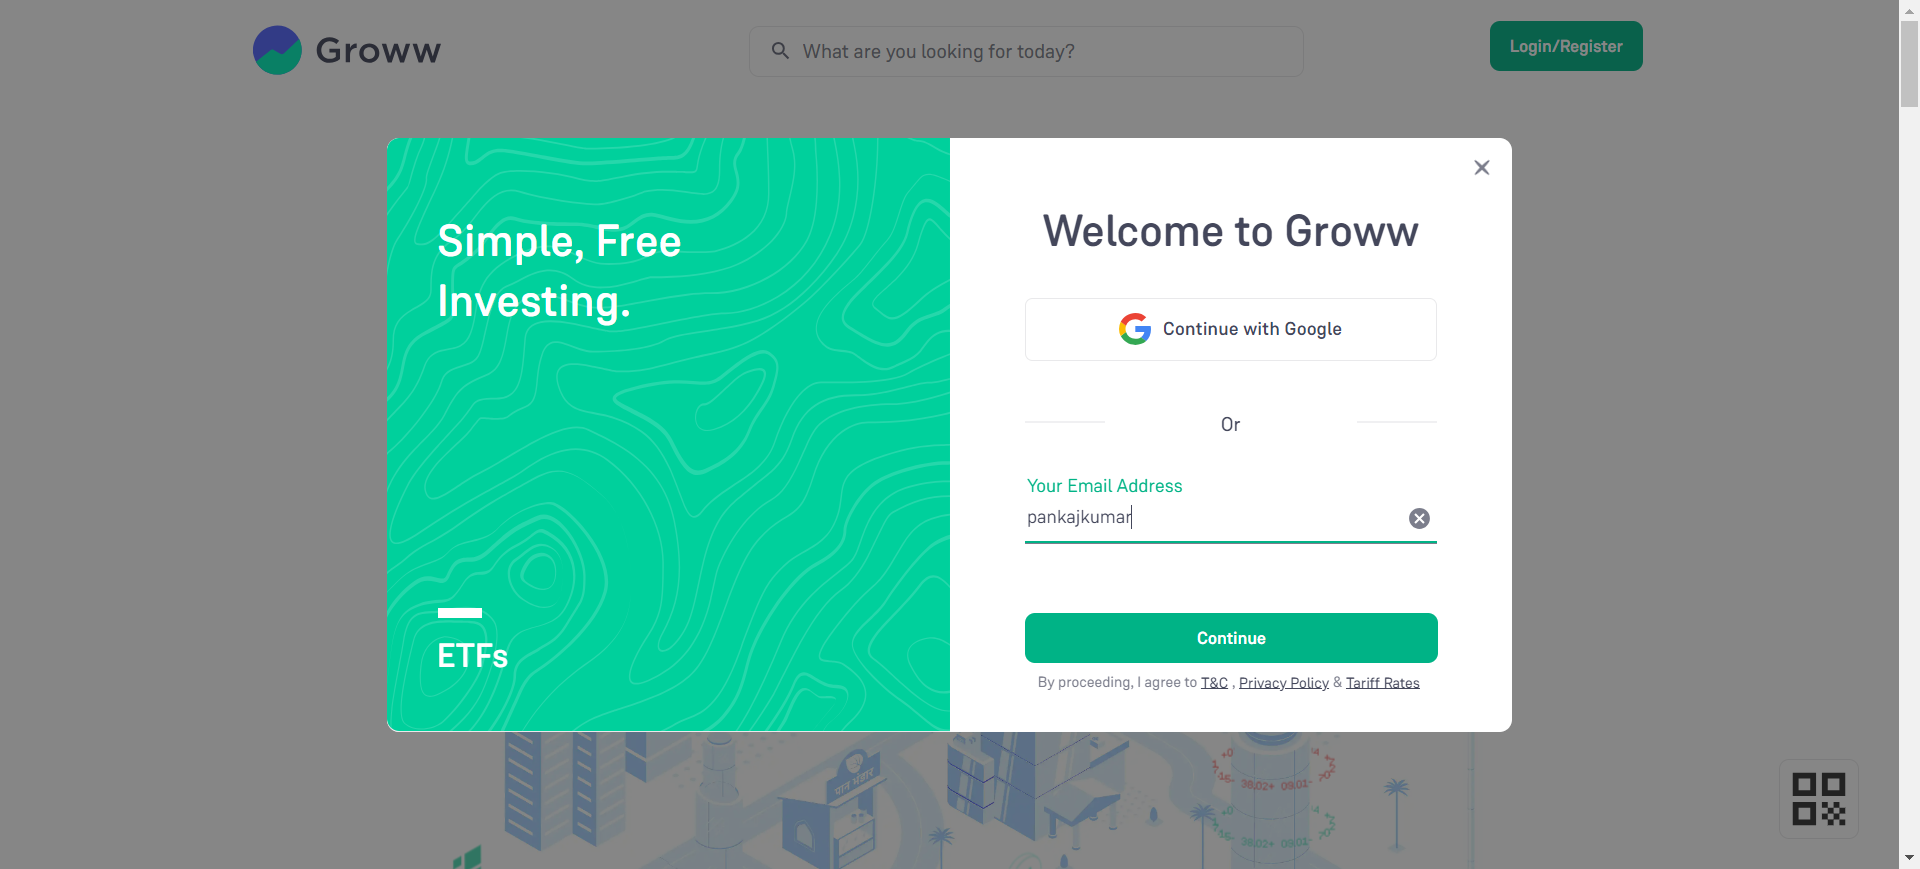 Groww
What are you looking for today?
Login/Register
Simple, Free
Investing.
ETFs
Welcome to Groww
Continue with Google
Or
Your Email Address
pankajkumar
Continue
By proceeding, I agree to T&C , Privacy Policy & Tariff Rates
पान भंडार